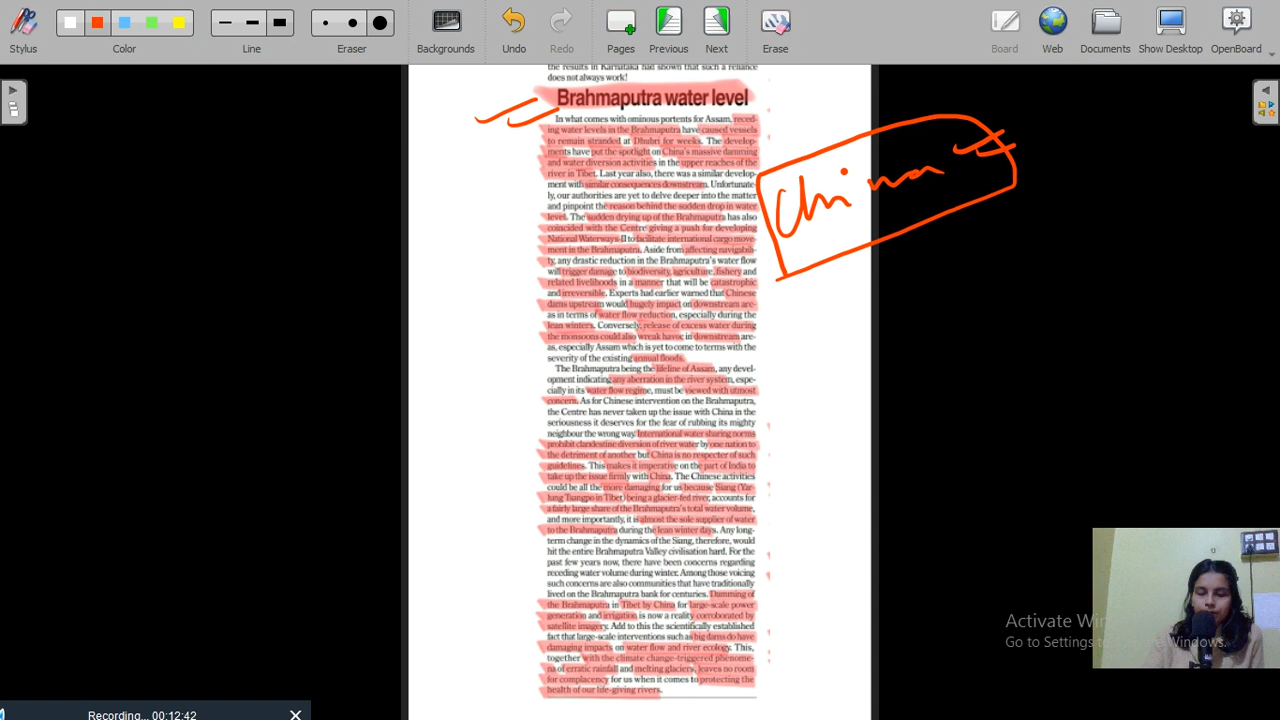 Stylus
Color
Line
Eraser
Backgrounds
Undo
Redo
Pages
Previous
Next
Erase
Board
Web
Documents
Show Desktop
OpenBoard
the results in Karnataka had shown that such a reliance
does not always work!
Brahmaputra water level
In what comes with ominous portents for Assam, reced-
ing water levels in the Brahmaputra have caused vessels
to remain stranded at Dhubri for weeks. The develop-
ments have put the spotlight on China's massive damming
and water diversion activities in the upper reaches of the
river in Tibet. Last year also, there was a similar develop-
ment with similar consequences downstream. Unfortunate-
ly, our authorities are yet to delve deeper into the matter
and pinpoint the reason behind the sudden drop in water
level. The sudden drying up of the Brahmaputra has also
coincided with the Centre giving a push for developing
National Waterways-II to facilitate international cargo move-
ment in the Brahmaputra. Aside from affecting navigabili-
ty, any drastic reduction in the Brahmaputra's water flow
will trigger damage to biodiversity, agriculture, fishery and
related livelihoods in a manner that will be catastrophic
and irreversible. Experts had earlier warned that Chinese
dams upstream would hugely impact on downstream are-
as in terms of water flow reduction, especially during the
lean winters. Conversely, release of excess water during
the monsoons could also wreak havoc in downstream are-
as, especially Assam which is yet to come to terms with the
severity of the existing annual floods.
The Brahmaputra being the lifeline of Assam, any devel-
opment indicating any aberration in the river system, espe-
cially in its water flow regime, must be viewed with utmost
concern. As for Chinese intervention on the Brahmaputra,
the Centre has never taken up the issue with China in the
seriousness it deserves for the fear of rubbing its mighty
neighbour the wrong way. International water sharing norms
prohibit clandestine diversion of river water by one nation to
the detriment of another but China is no respecter of such
guidelines. This makes it imperative on the part of India to
take up the issue firmly with China. The Chinese activities
could be all the more damaging for us because Siang (Yar-
lung Tsangpo in Tibet) being a glacier-fed river, accounts for
a fairly large share of the Brahmaputra's total water volume,
and more importantly, it is almost the sole supplier of water
to the Brahmaputra during the lean winter days. Any long-
term change in the dynamics of the Siang, therefore, would
hit the entire Brahmaputra Valley civilisation hard. For the
past few years now, there have been concerns regarding
receding water volume during winter. Among those voicing
such concerns are also communities that have traditionally
lived on the Brahmaputra bank for centuries. Damming of
the Brahmaputra in Tibet by China for large-scale power
generation and irrigation is now a reality corroborated by
satellite imagery. Add to this the scientifically established
fact that large-scale interventions such as big dams do have
damaging impacts on water flow and river ecology. This,
together with the climate change-triggered phenome-
na of erratic rainfall and melting glaciers, leaves no room
for complacency for us when it comes to protecting the
health of our life-giving rivers.
China
Activate Win
Go to Settings to Windows.
Recording... 00:12:42